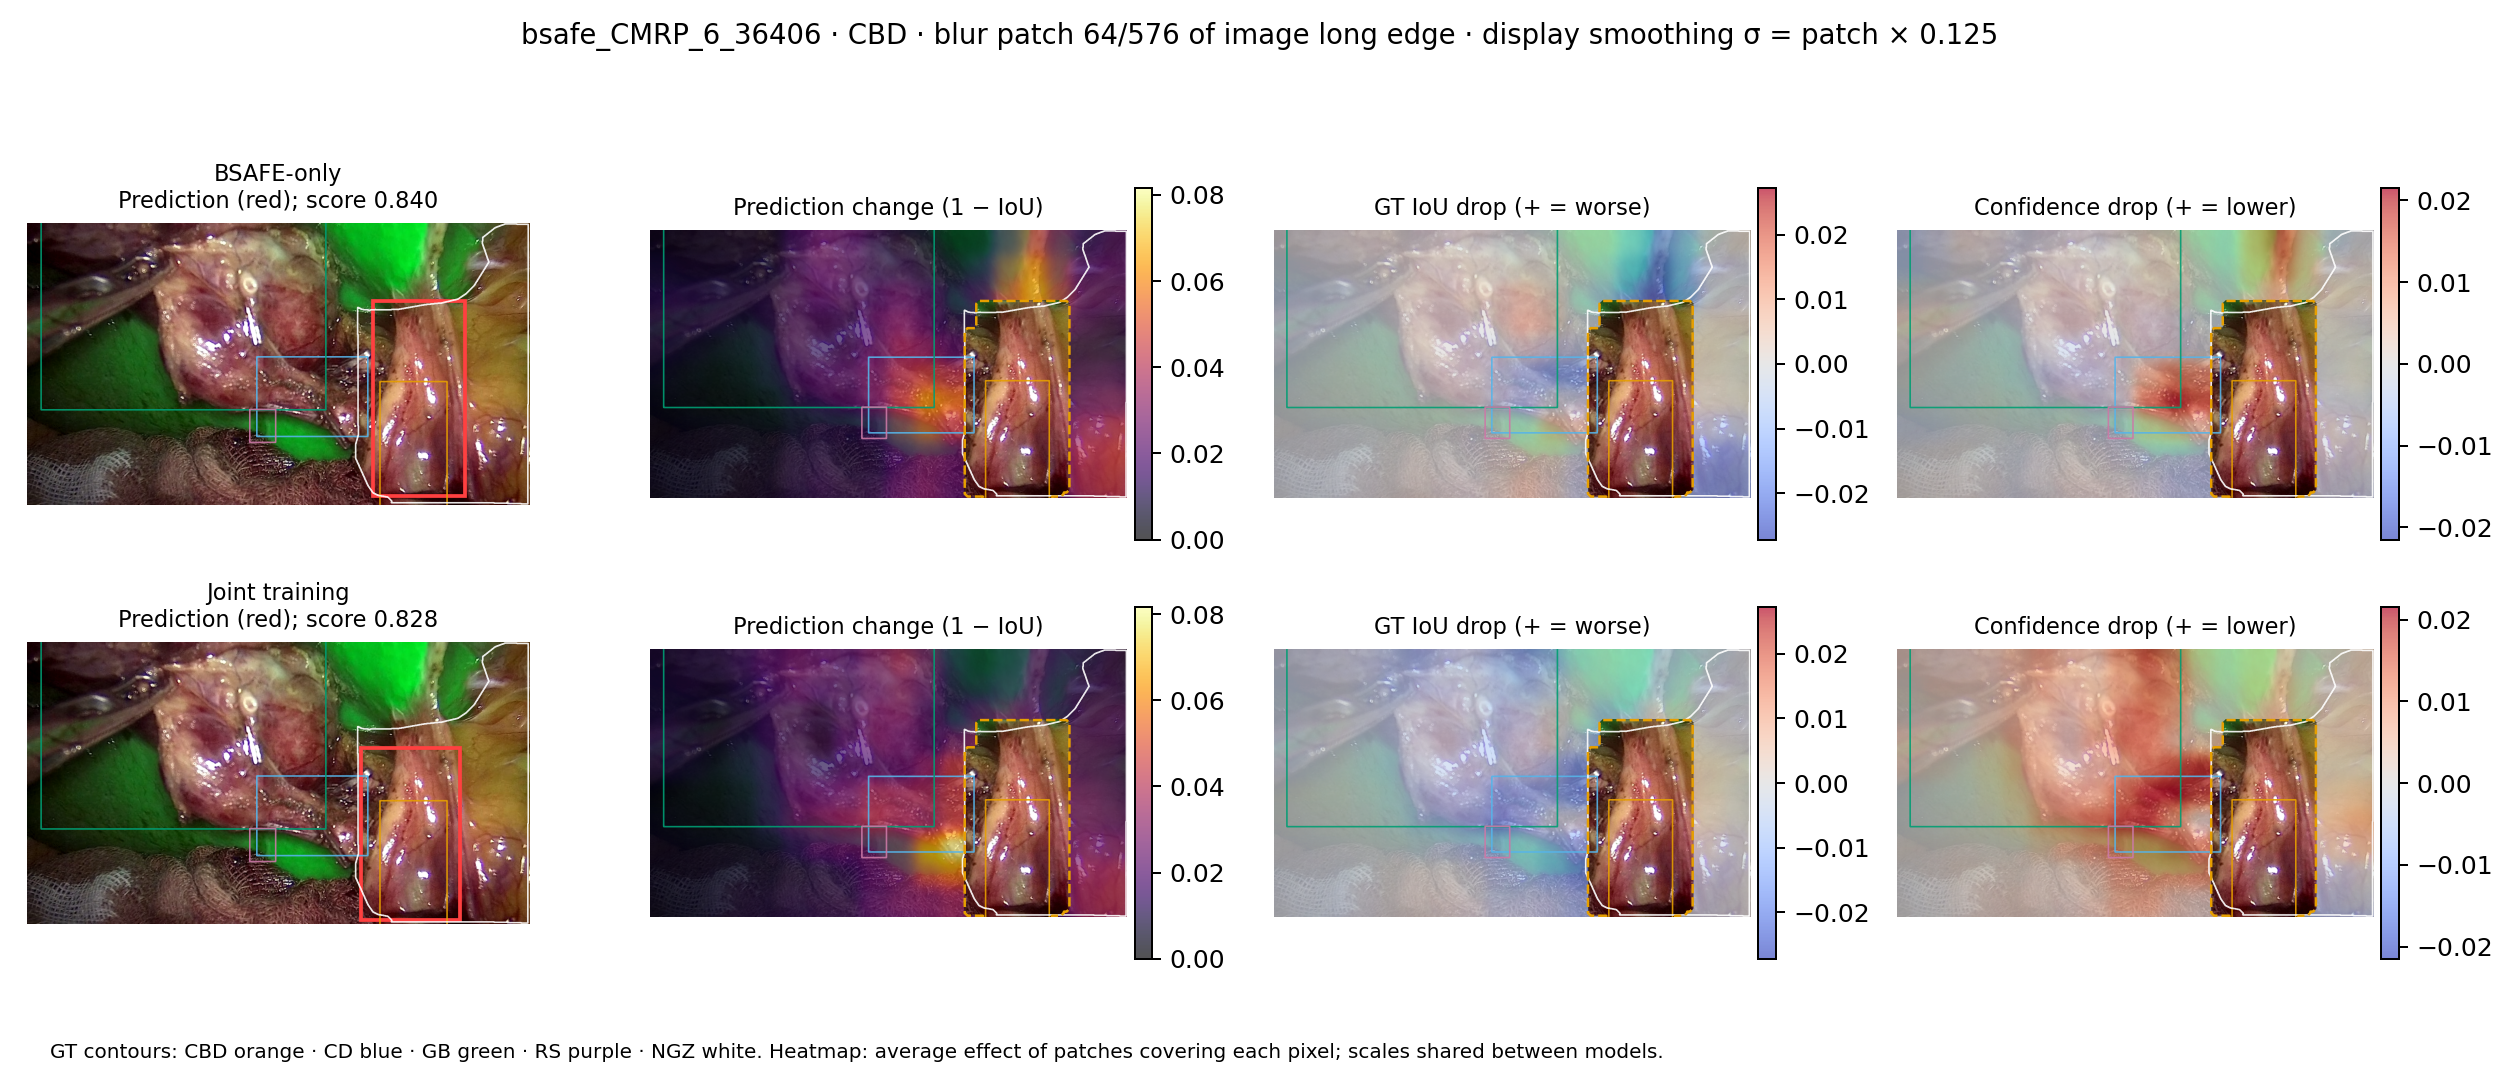 bsafe_CMRP_6_36406 · CBD · blur patch 64/576 of image long edge · display smoothing σ = patch × 0.125
BSAFE-only
Prediction (red); score 0.840
Prediction change (1 − IoU)
0.08
0.06
0.04
0.02
0.00
GT IoU drop (+ = worse)
0.02
0.01
0.00
−0.01
−0.02
Confidence drop (+ = lower)
0.02
0.01
0.00
−0.01
−0.02
Joint training
Prediction (red); score 0.828
Prediction change (1 − IoU)
0.08
0.06
0.04
0.02
0.00
GT IoU drop (+ = worse)
0.02
0.01
0.00
−0.01
−0.02
Confidence drop (+ = lower)
0.02
0.01
0.00
−0.01
−0.02
GT contours: CBD orange · CD blue · GB green · RS purple · NGZ white. Heatmap: average effect of patches covering each pixel; scales shared between models.